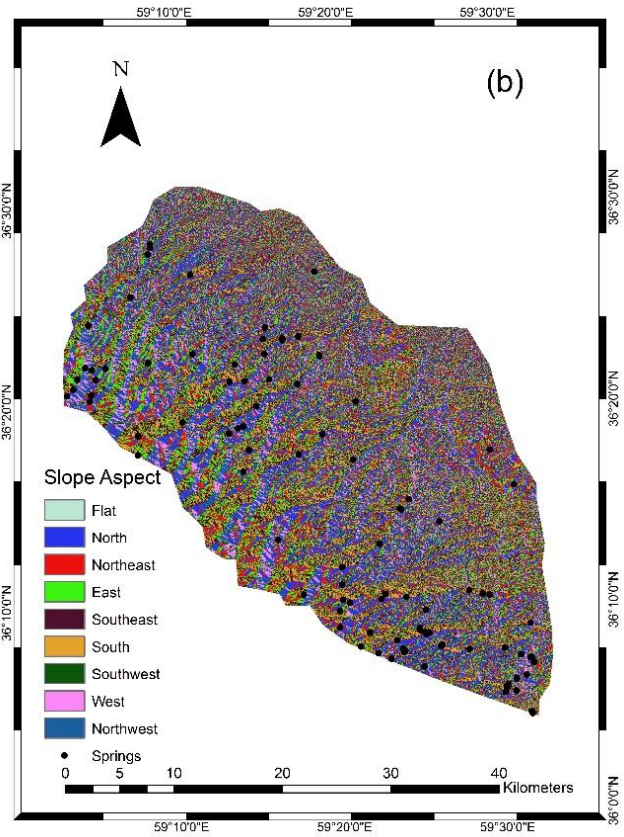 59°10'0"E 59°20'0"E 59°30'0"E
N
(b)
36°30'0"N 36°30'0"N
36°20'0"N 36°20'0"N
Slope Aspect
Flat
North
Northeast
East
Southeast
South
Southwest
West
Northwest
Springs
36°10'0"N 36°10'0"N
0 5 10 20 30 40
Kilometers
36°0'0"N
59°10'0"E 59°20'0"E 59°30'0"E